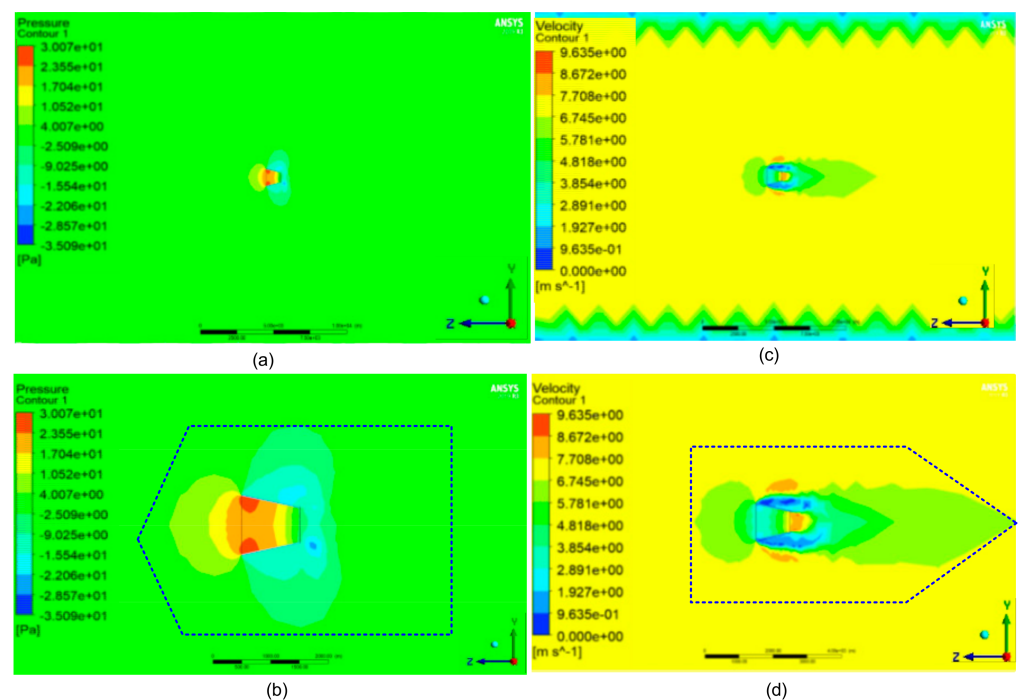 Pressure
Contour 1
3.007e+01
2.355e+01
1.704e+01
1.052e+01
4.007e+00
-2.509e+00
-9.025e+00
-1.554e+01
-2.206e+01
-2.857e+01
-3.509e+01
[Pa]
ANSYS
Y
Z
(a)
Velocity
Contour 1
9.635e+00
8.672e+00
7.708e+00
6.745e+00
5.781e+00
4.818e+00
3.854e+00
2.891e+00
1.927e+00
9.635e-01
0.000e+00
[m s^-1]
ANSYS
Y
Z
(c)
Pressure
Contour 1
3.007e+01
2.355e+01
1.704e+01
1.052e+01
4.007e+00
-2.509e+00
-9.025e+00
-1.554e+01
-2.206e+01
-2.857e+01
-3.509e+01
[Pa]
ANSYS
Y
Z
(b)
Velocity
Contour 1
9.635e+00
8.672e+00
7.708e+00
6.745e+00
5.781e+00
4.818e+00
3.854e+00
2.891e+00
1.927e+00
9.635e-01
0.000e+00
[m s^-1]
ANSYS
Y
Z
(d)